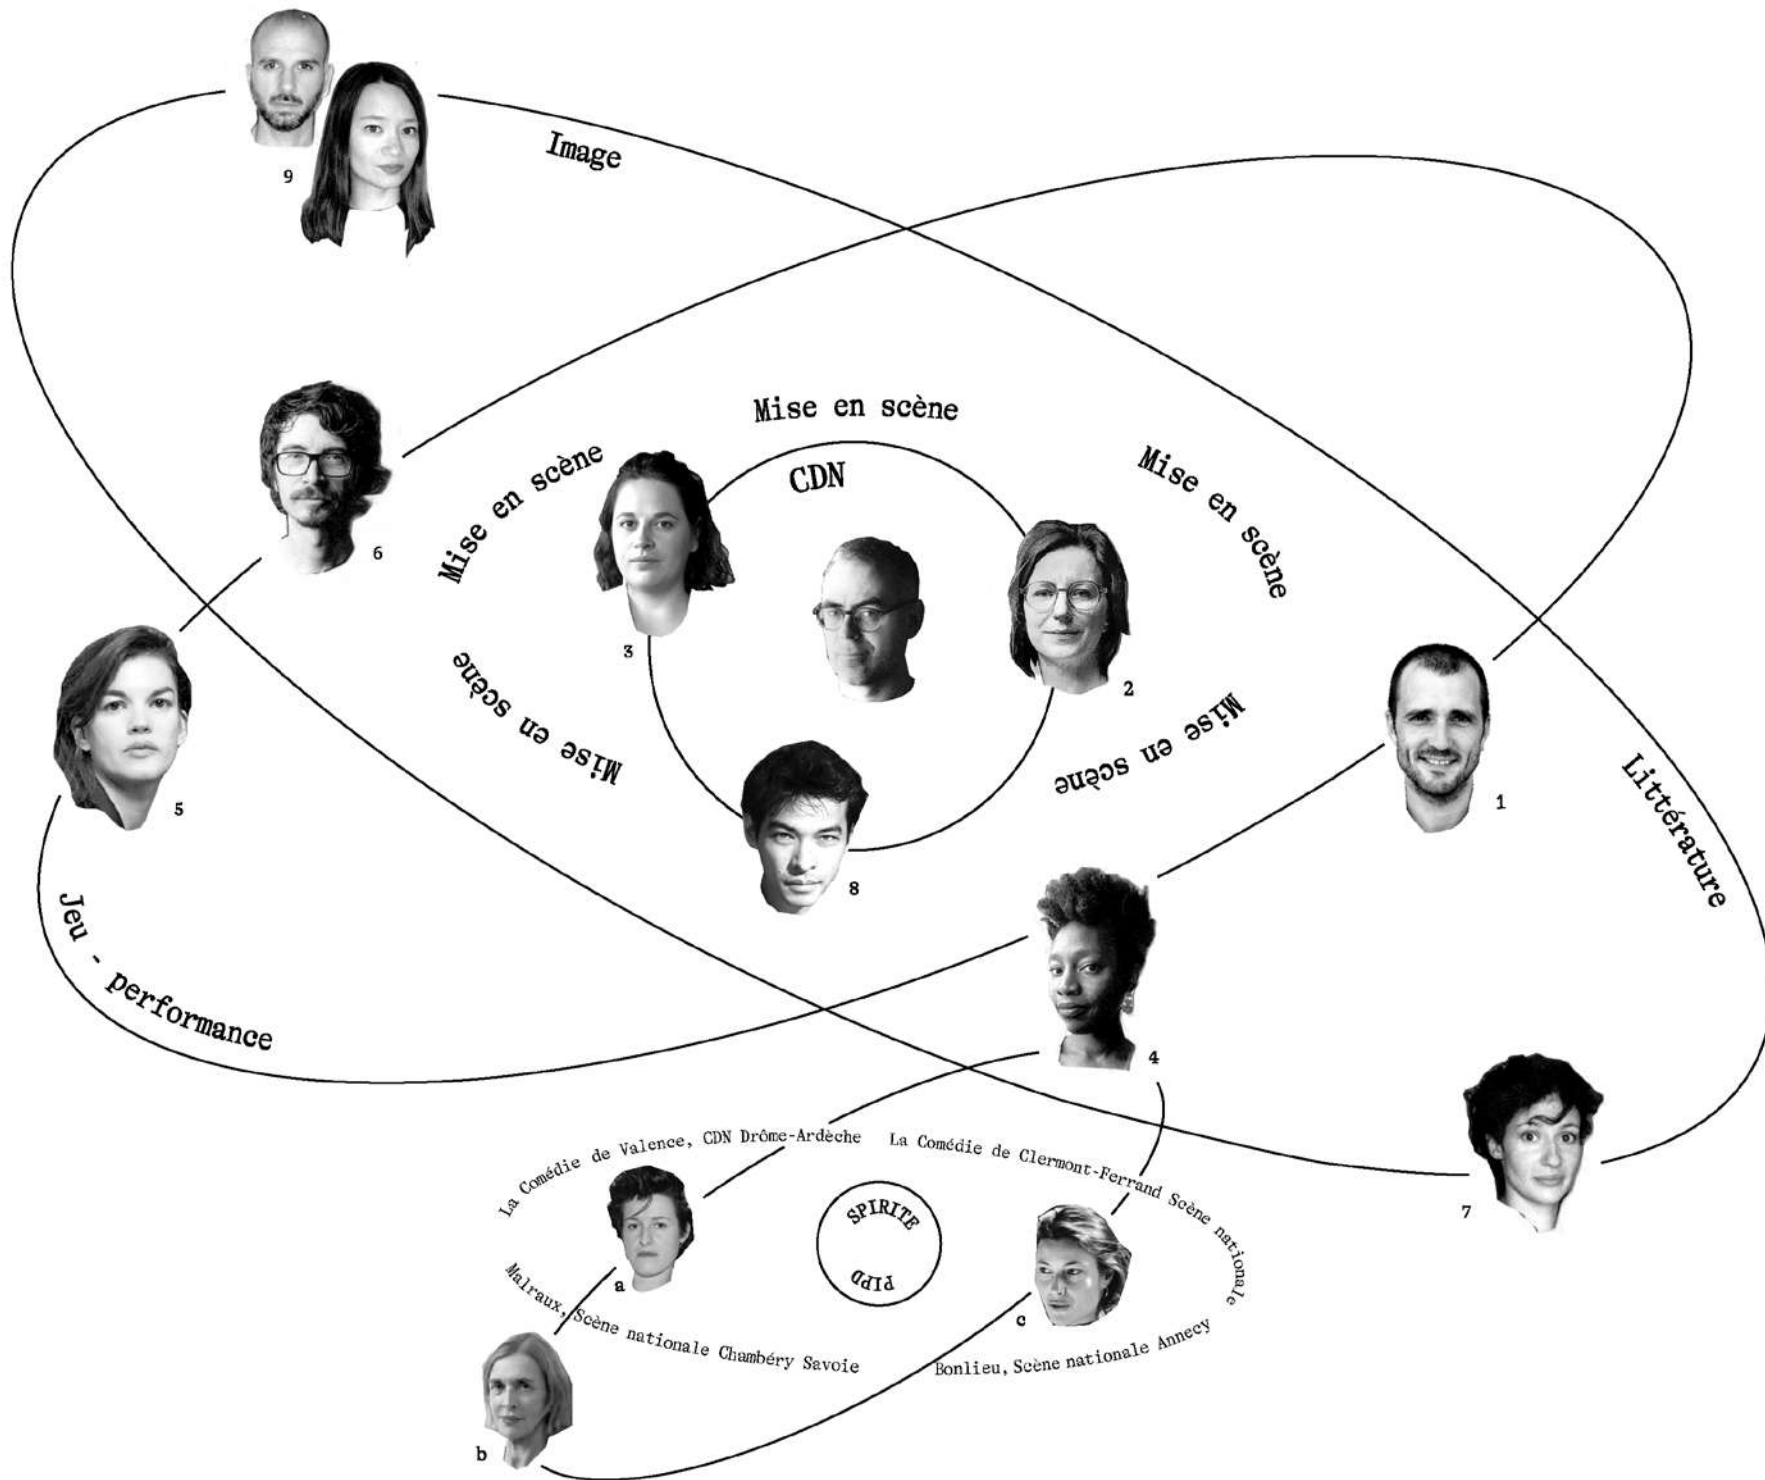 9
Image
Mise en scène
Mise en scène
Mise en scène
CDN
6
3
2
Mise en scène
Mise en scène
5
8
1
Littérature
Jeu - performance
4
La Comédie de Valence, CDN Drôme-Ardèche
La Comédie de Clermont-Ferrand Scène nationale
SPIRITE
PIPD
7
a
c
Malraux, Scène nationale Chambéry Savoie
Bonlieu, Scène nationale Annecy
b